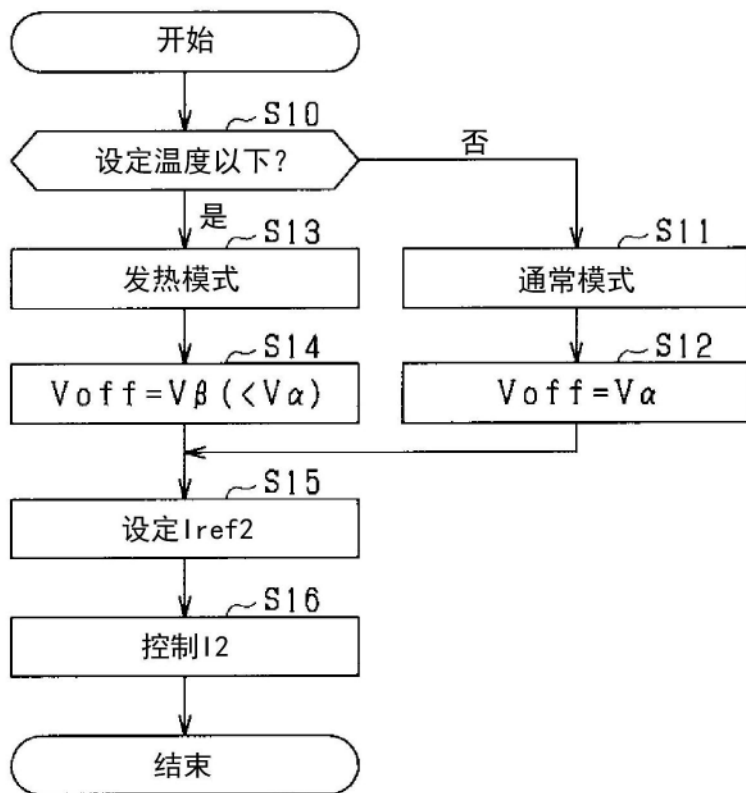 开始
S10
设定温度以下?
否
是
S13
发热模式
S11
通常模式
S14
Voff=Vβ(<Vα)
S12
Voff=Vα
S15
设定Iref2
S16
控制I2
结束